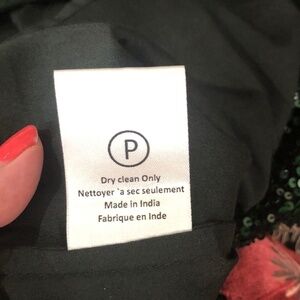 P
Dry clean Only
Nettoyer `a sec seulement
Made in India
Fabrique en Inde